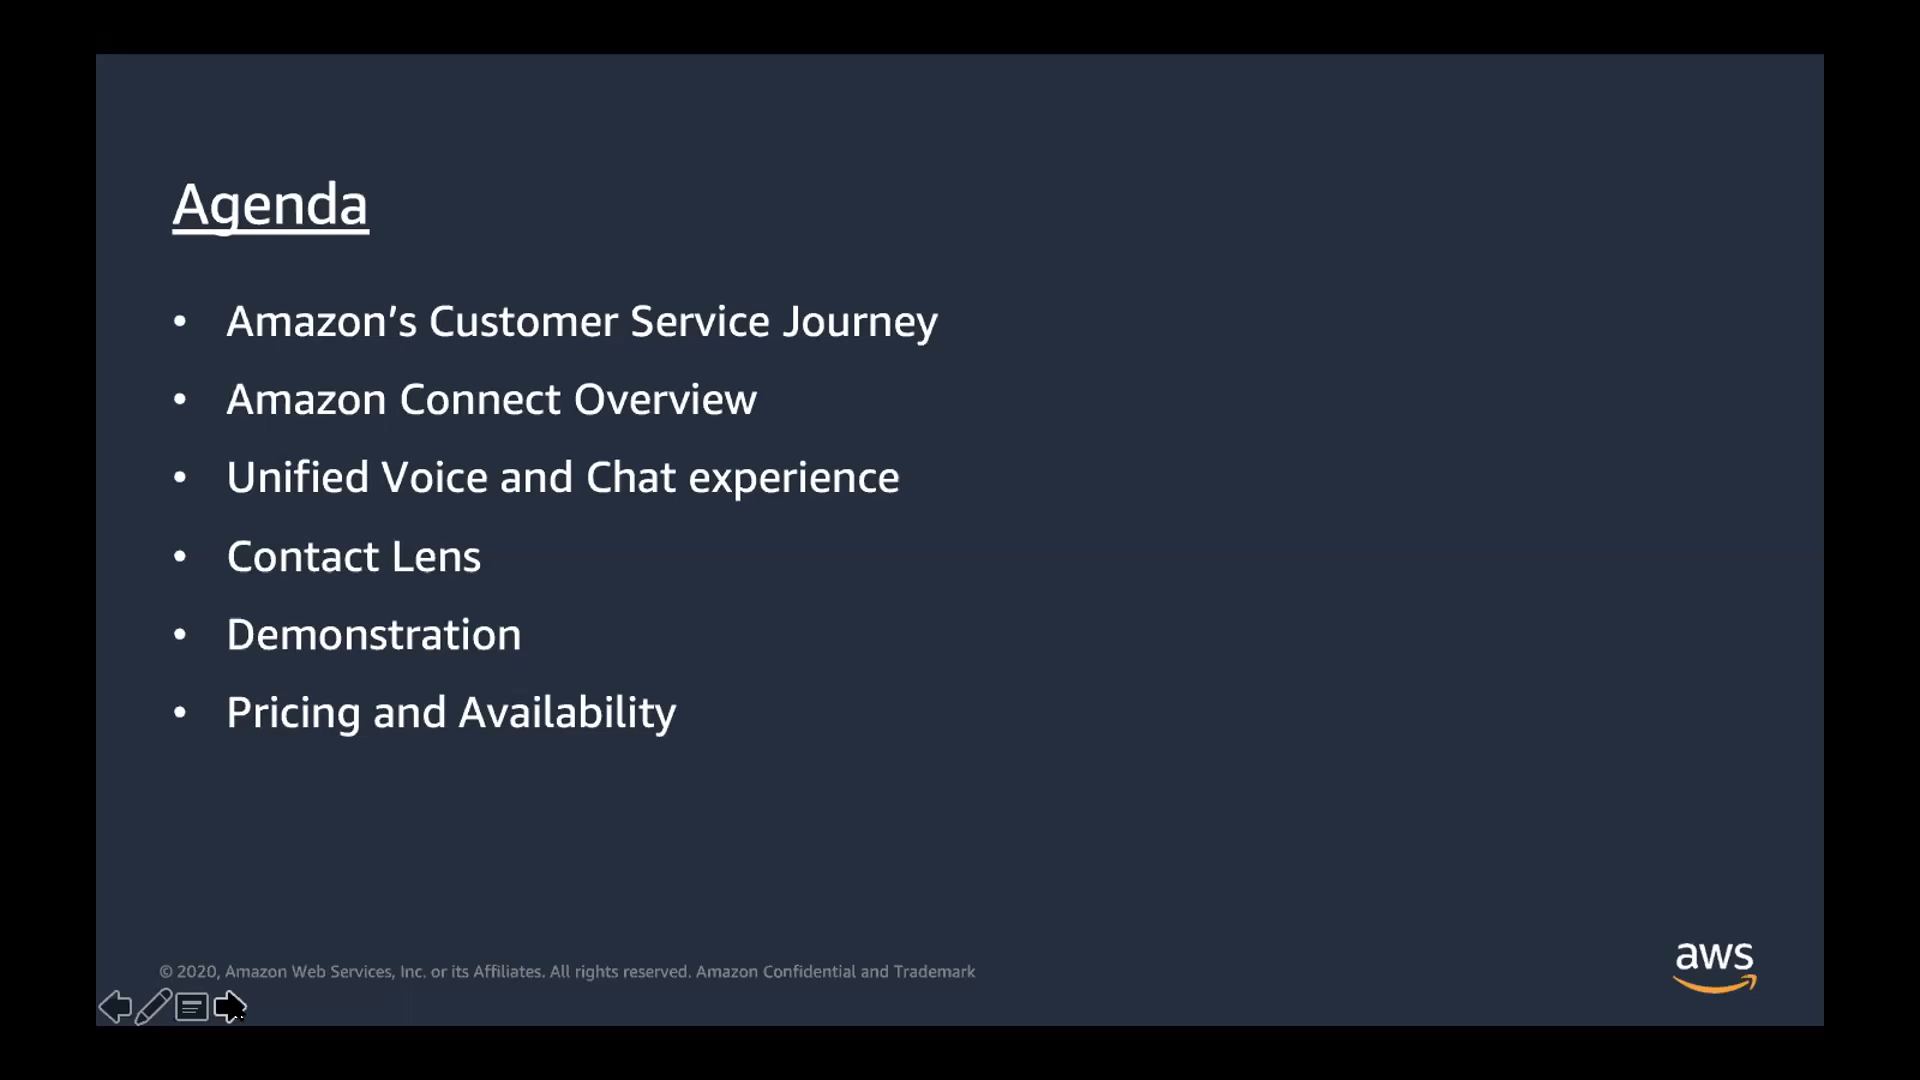 Agenda
• Amazon’s Customer Service Journey
• Amazon Connect Overview
• Unified Voice and Chat experience
• Contact Lens
• Demonstration
• Pricing and Availability
© 2020, Amazon Web Services, Inc. or its Affiliates. All rights reserved. Amazon Confidential and Trademark
aws